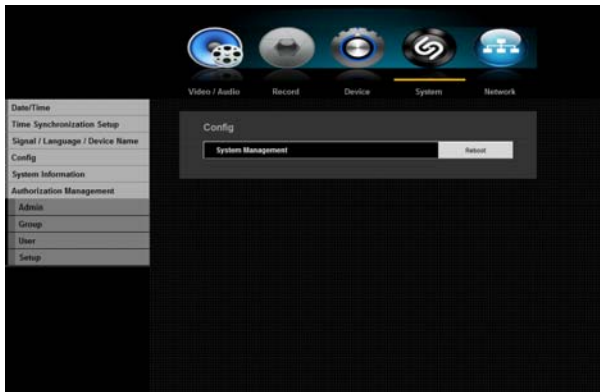 Video / Audio Record Device System Network
Date/Time
Time Synchronization Setup
Signal / Language / Device Name
Config
System Information
Authorization Management
Admin
Group
User
Setup
Config
System Management Reboot